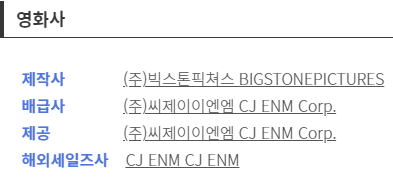 영화사
제작사 (주)빅스톤픽쳐스 BIGSTONEPICTURES
배급사 (주)씨제이이엔엠 CJ ENM Corp.
제공 (주)씨제이이엔엠 CJ ENM Corp.
해외세일즈사 CJ ENM CJ ENM